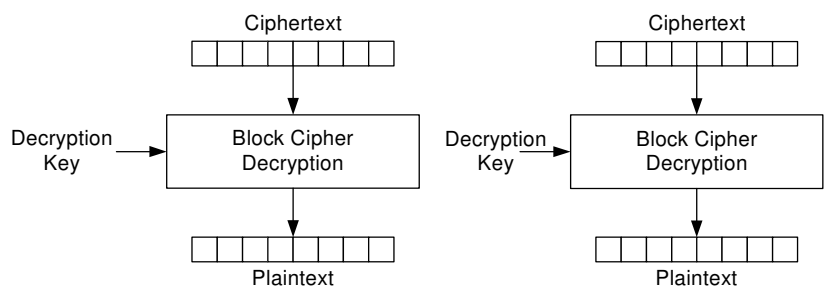 Ciphertext
Ciphertext
Decryption
Key
Block Cipher
Decryption
Decryption
Key
Block Cipher
Decryption
Plaintext
Plaintext